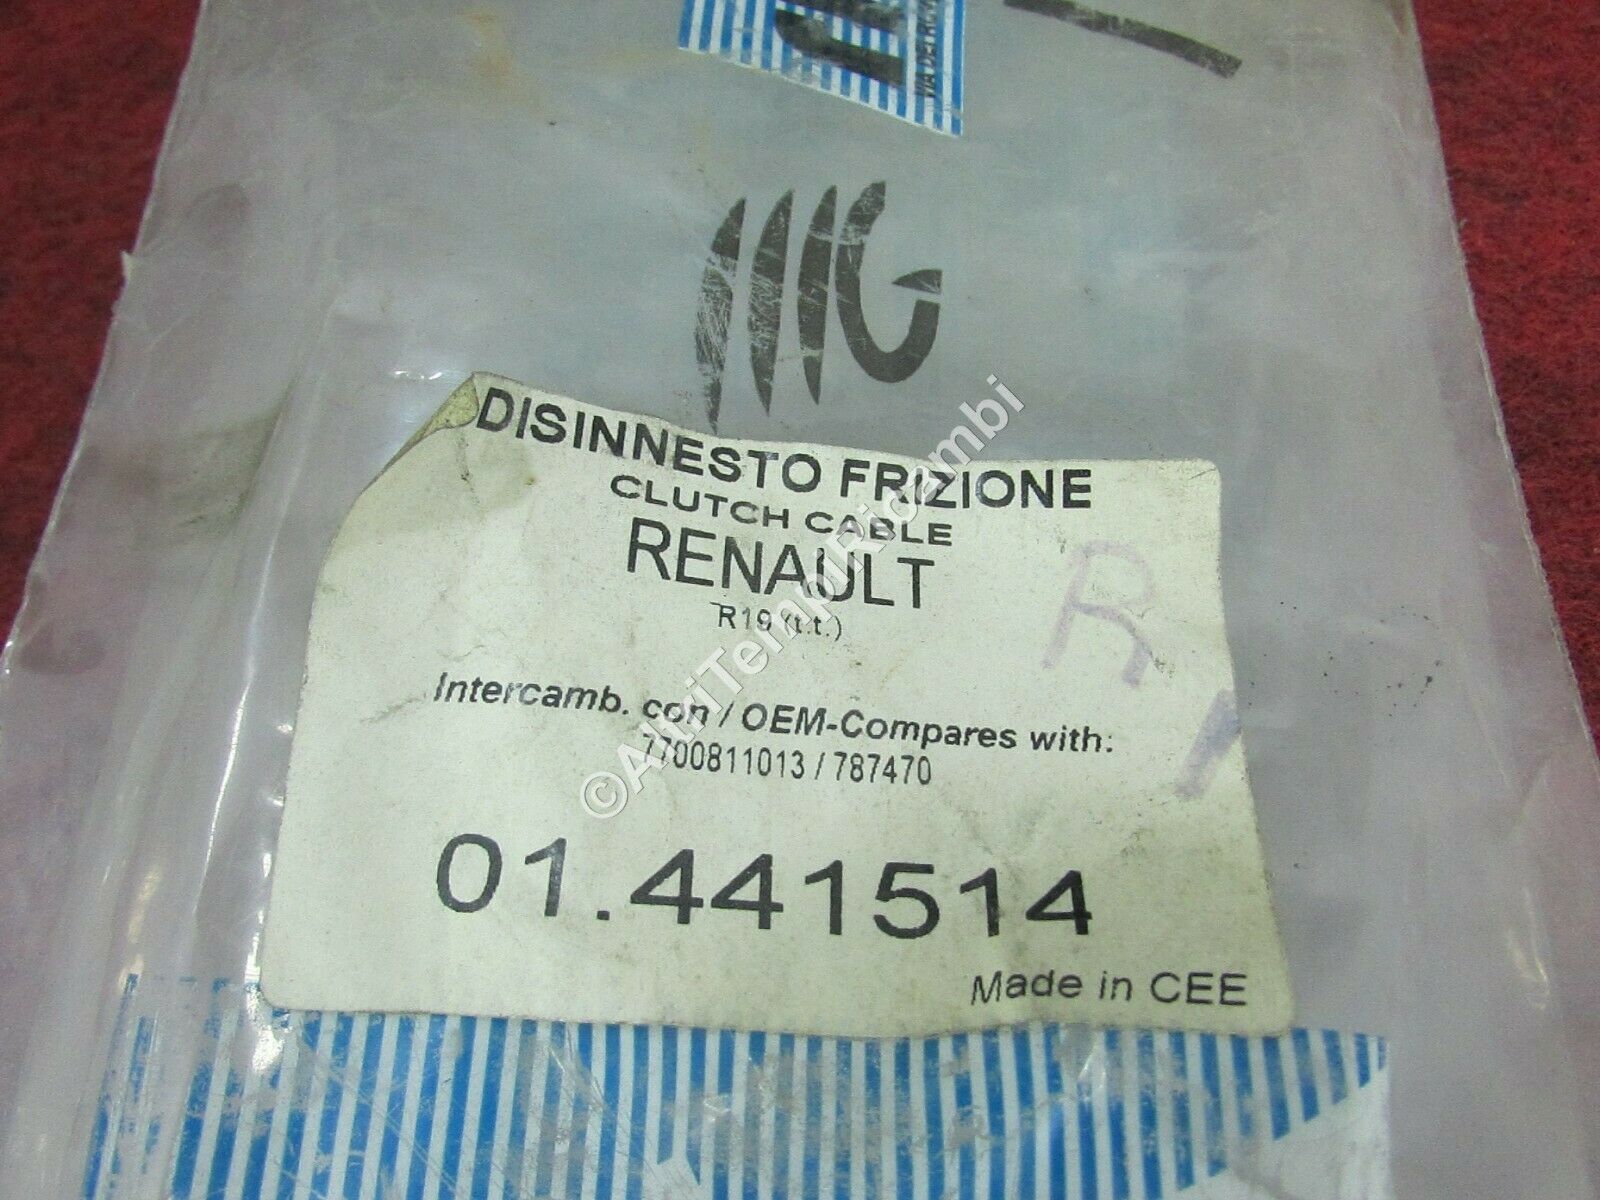 DISINNESTO FRIZIONE
CLUTCH CABLE
RENAULT
R19 (t.t.)
R
Intercamb. con / OEM-Compares with:
7700811013 / 787470
01.441514
Made in CEE
©AltriTempiRicambi